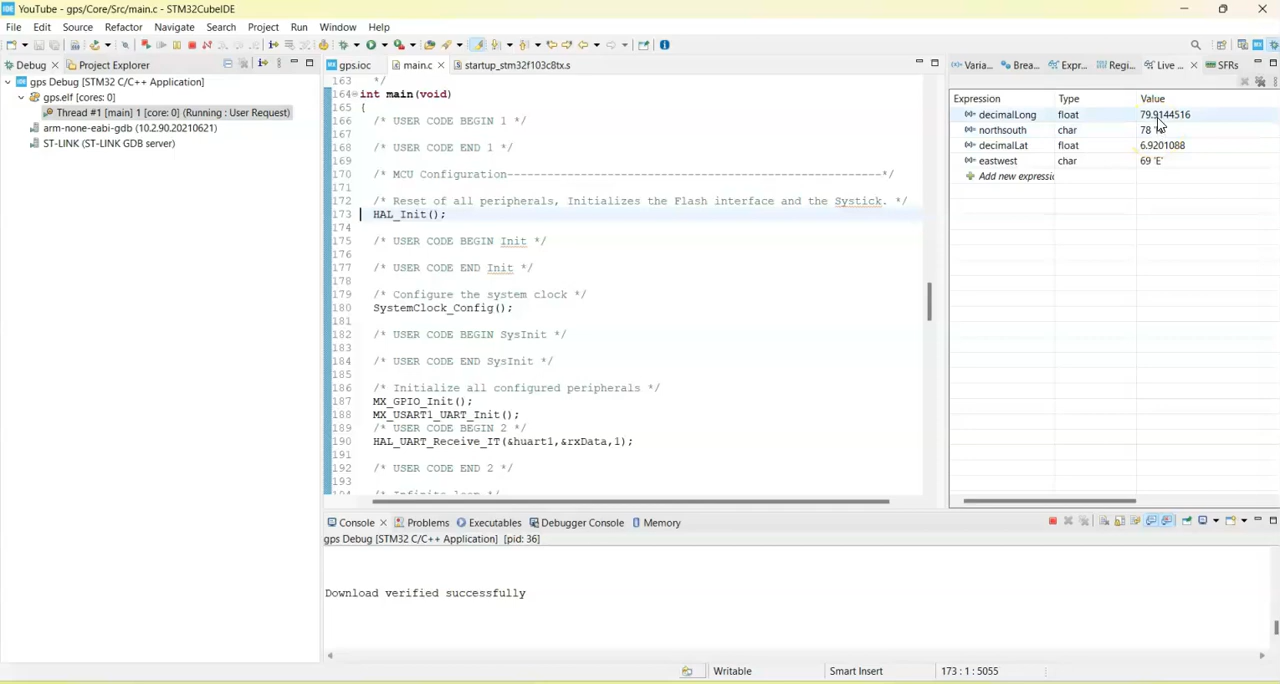 YouTube - gps/Core/Src/main.c - STM32CubeIDE
File Edit Source Refactor Navigate Search Project Run Window Help
Debug Project Explorer
gps Debug [STM32 C/C++ Application]
gps.elf [cores: 0]
Thread #1 [main] 1 [core: 0] (Running : User Request)
arm-none-eabi-gdb (10.2.90.20210621)
ST-LINK (ST-LINK GDB server)
gps.ioc main.c startup_stm32f103c8tx.s
163 */
164 int main(void)
165 {
166 /* USER CODE BEGIN 1 */
167
168 /* USER CODE END 1 */
169
170 /* MCU Configuration--------------------------------------------------------*/
171
172 /* Reset of all peripherals, Initializes the Flash interface and the Systick. */
173 HAL_Init();
174
175 /* USER CODE BEGIN Init */
176
177 /* USER CODE END Init */
178
179 /* Configure the system clock */
180 SystemClock_Config();
181
182 /* USER CODE BEGIN SysInit */
183
184 /* USER CODE END SysInit */
185
186 /* Initialize all configured peripherals */
187 MX_GPIO_Init();
188 MX_USART1_UART_Init();
189 /* USER CODE BEGIN 2 */
190 HAL_UART_Receive_IT(&huart1,&rxData,1);
191
192 /* USER CODE END 2 */
193
Varia... Brea... Expr... Regi... Live ... SFRs
Expression Type Value
decimalLong float 79.9144516
northsouth char 78
decimalLat float 6.9201088
eastwest char 69 'E'
Add new expressio
Console Problems Executables Debugger Console Memory
gps Debug [STM32 C/C++ Application] [pid: 36]
Download verified successfully
Writable Smart Insert 173 : 1 : 5055